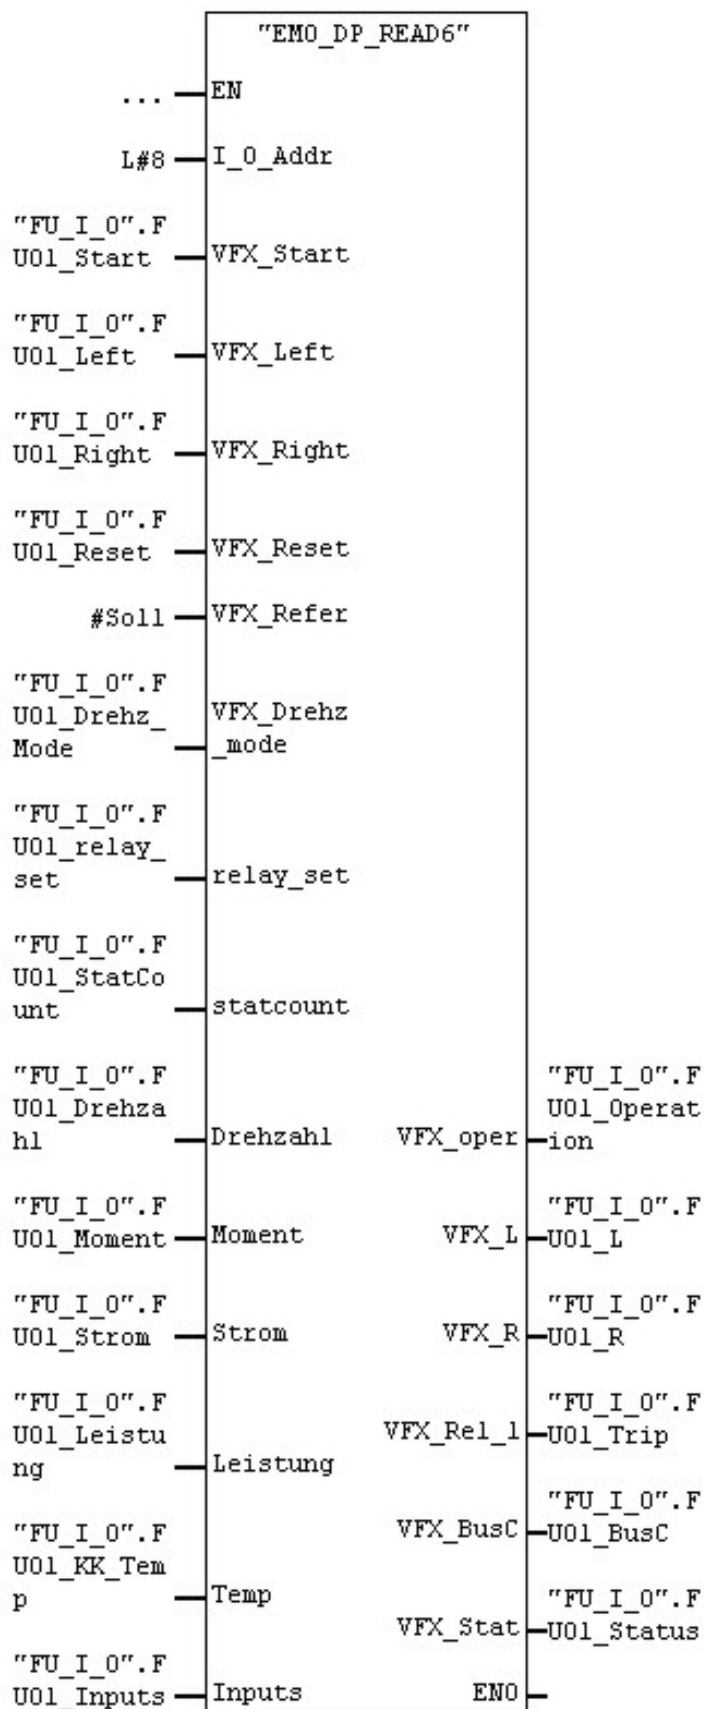 "EMO_DP_READ6"
... EN
L#8 I_O_Addr
"FU_I_O".F
U01_Start VFX_Start
"FU_I_O".F
U01_Left VFX_Left
"FU_I_O".F
U01_Right VFX_Right
"FU_I_O".F
U01_Reset VFX_Reset
#Soll VFX_Refer
"FU_I_O".F
U01_Drehz_ VFX_Drehz
Mode _mode
"FU_I_O".F
U01_relay_
set relay_set
"FU_I_O".F
U01_StatCo
unt statcount
"FU_I_O".F "FU_I_O".F
U01_Drehza U01_Operat
hl Drehzahl VFX_oper ion
"FU_I_O".F "FU_I_O".F
U01_Moment Moment VFX_L U01_L
"FU_I_O".F "FU_I_O".F
U01_Strom Strom VFX_R U01_R
"FU_I_O".F "FU_I_O".F
U01_Leistu VFX_Rel_1 U01_Trip
ng Leistung
"FU_I_O".F
"FU_I_O".F VFX_BusC U01_BusC
U01_KK_Tem
p Temp "FU_I_O".F
VFX_Stat U01_Status
"FU_I_O".F
U01_Inputs Inputs ENO